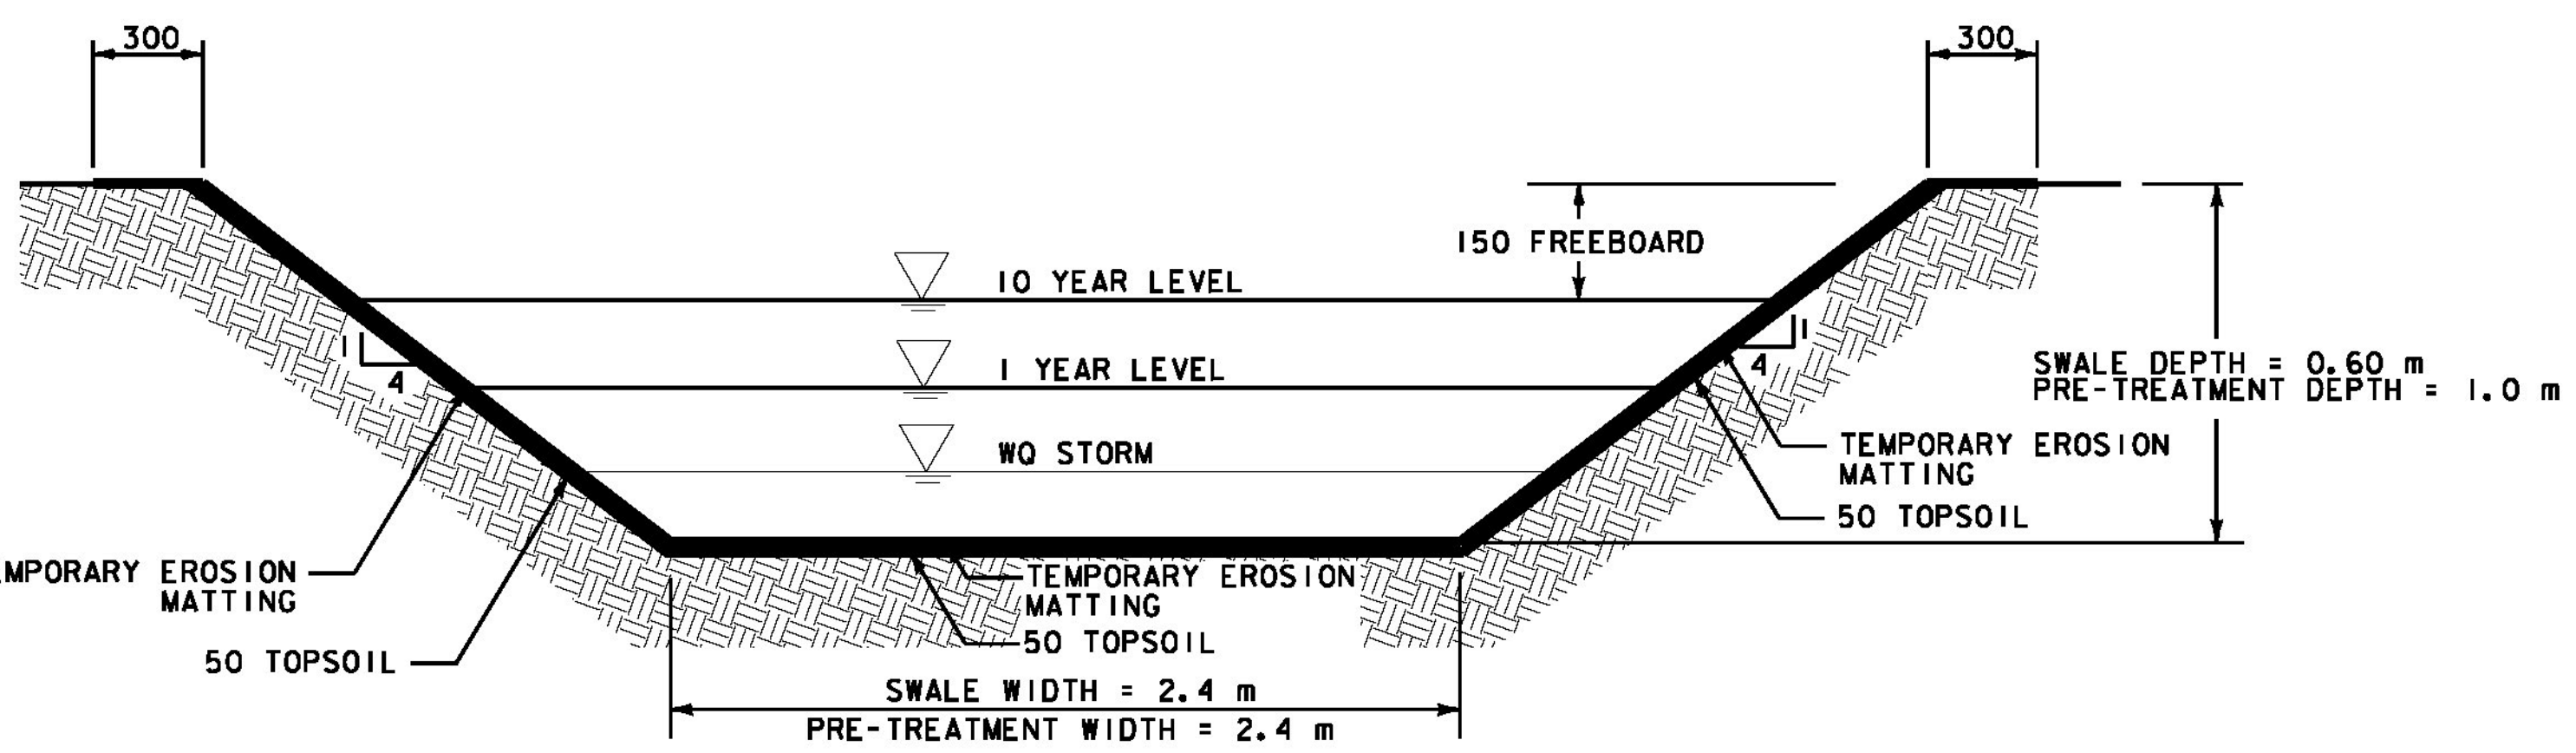 300
300
150 FREEBOARD
10 YEAR LEVEL
1
4
1
4
1 YEAR LEVEL
SWALE DEPTH = 0.60 m
PRE-TREATMENT DEPTH = 1.0 m
WQ STORM
TEMPORARY EROSION
MATTING
50 TOPSOIL
MPORARY EROSION
MATTING
50 TOPSOIL
TEMPORARY EROSION
MATTING
50 TOPSOIL
SWALE WIDTH = 2.4 m
PRE-TREATMENT WIDTH = 2.4 m